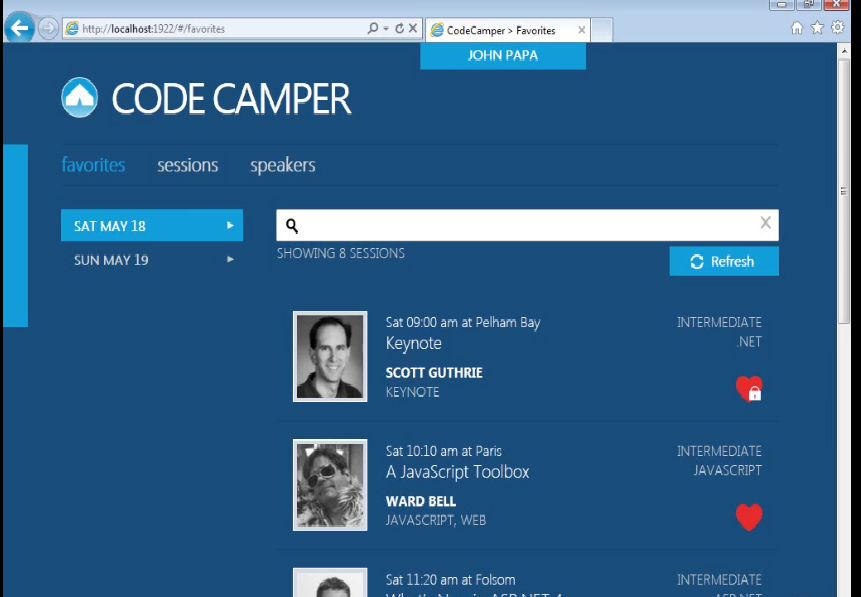 http://localhost:1922/#/favorites
CodeCamper > Favorites
JOHN PAPA
CODE CAMPER
favorites sessions speakers
SAT MAY 18
SUN MAY 19
SHOWING 8 SESSIONS
Refresh
Sat 09:00 am at Pelham Bay
Keynote
SCOTT GUTHRIE
KEYNOTE
INTERMEDIATE
.NET
Sat 10:10 am at Paris
A JavaScript Toolbox
WARD BELL
JAVASCRIPT, WEB
INTERMEDIATE
JAVASCRIPT
Sat 11:20 am at Folsom
INTERMEDIATE